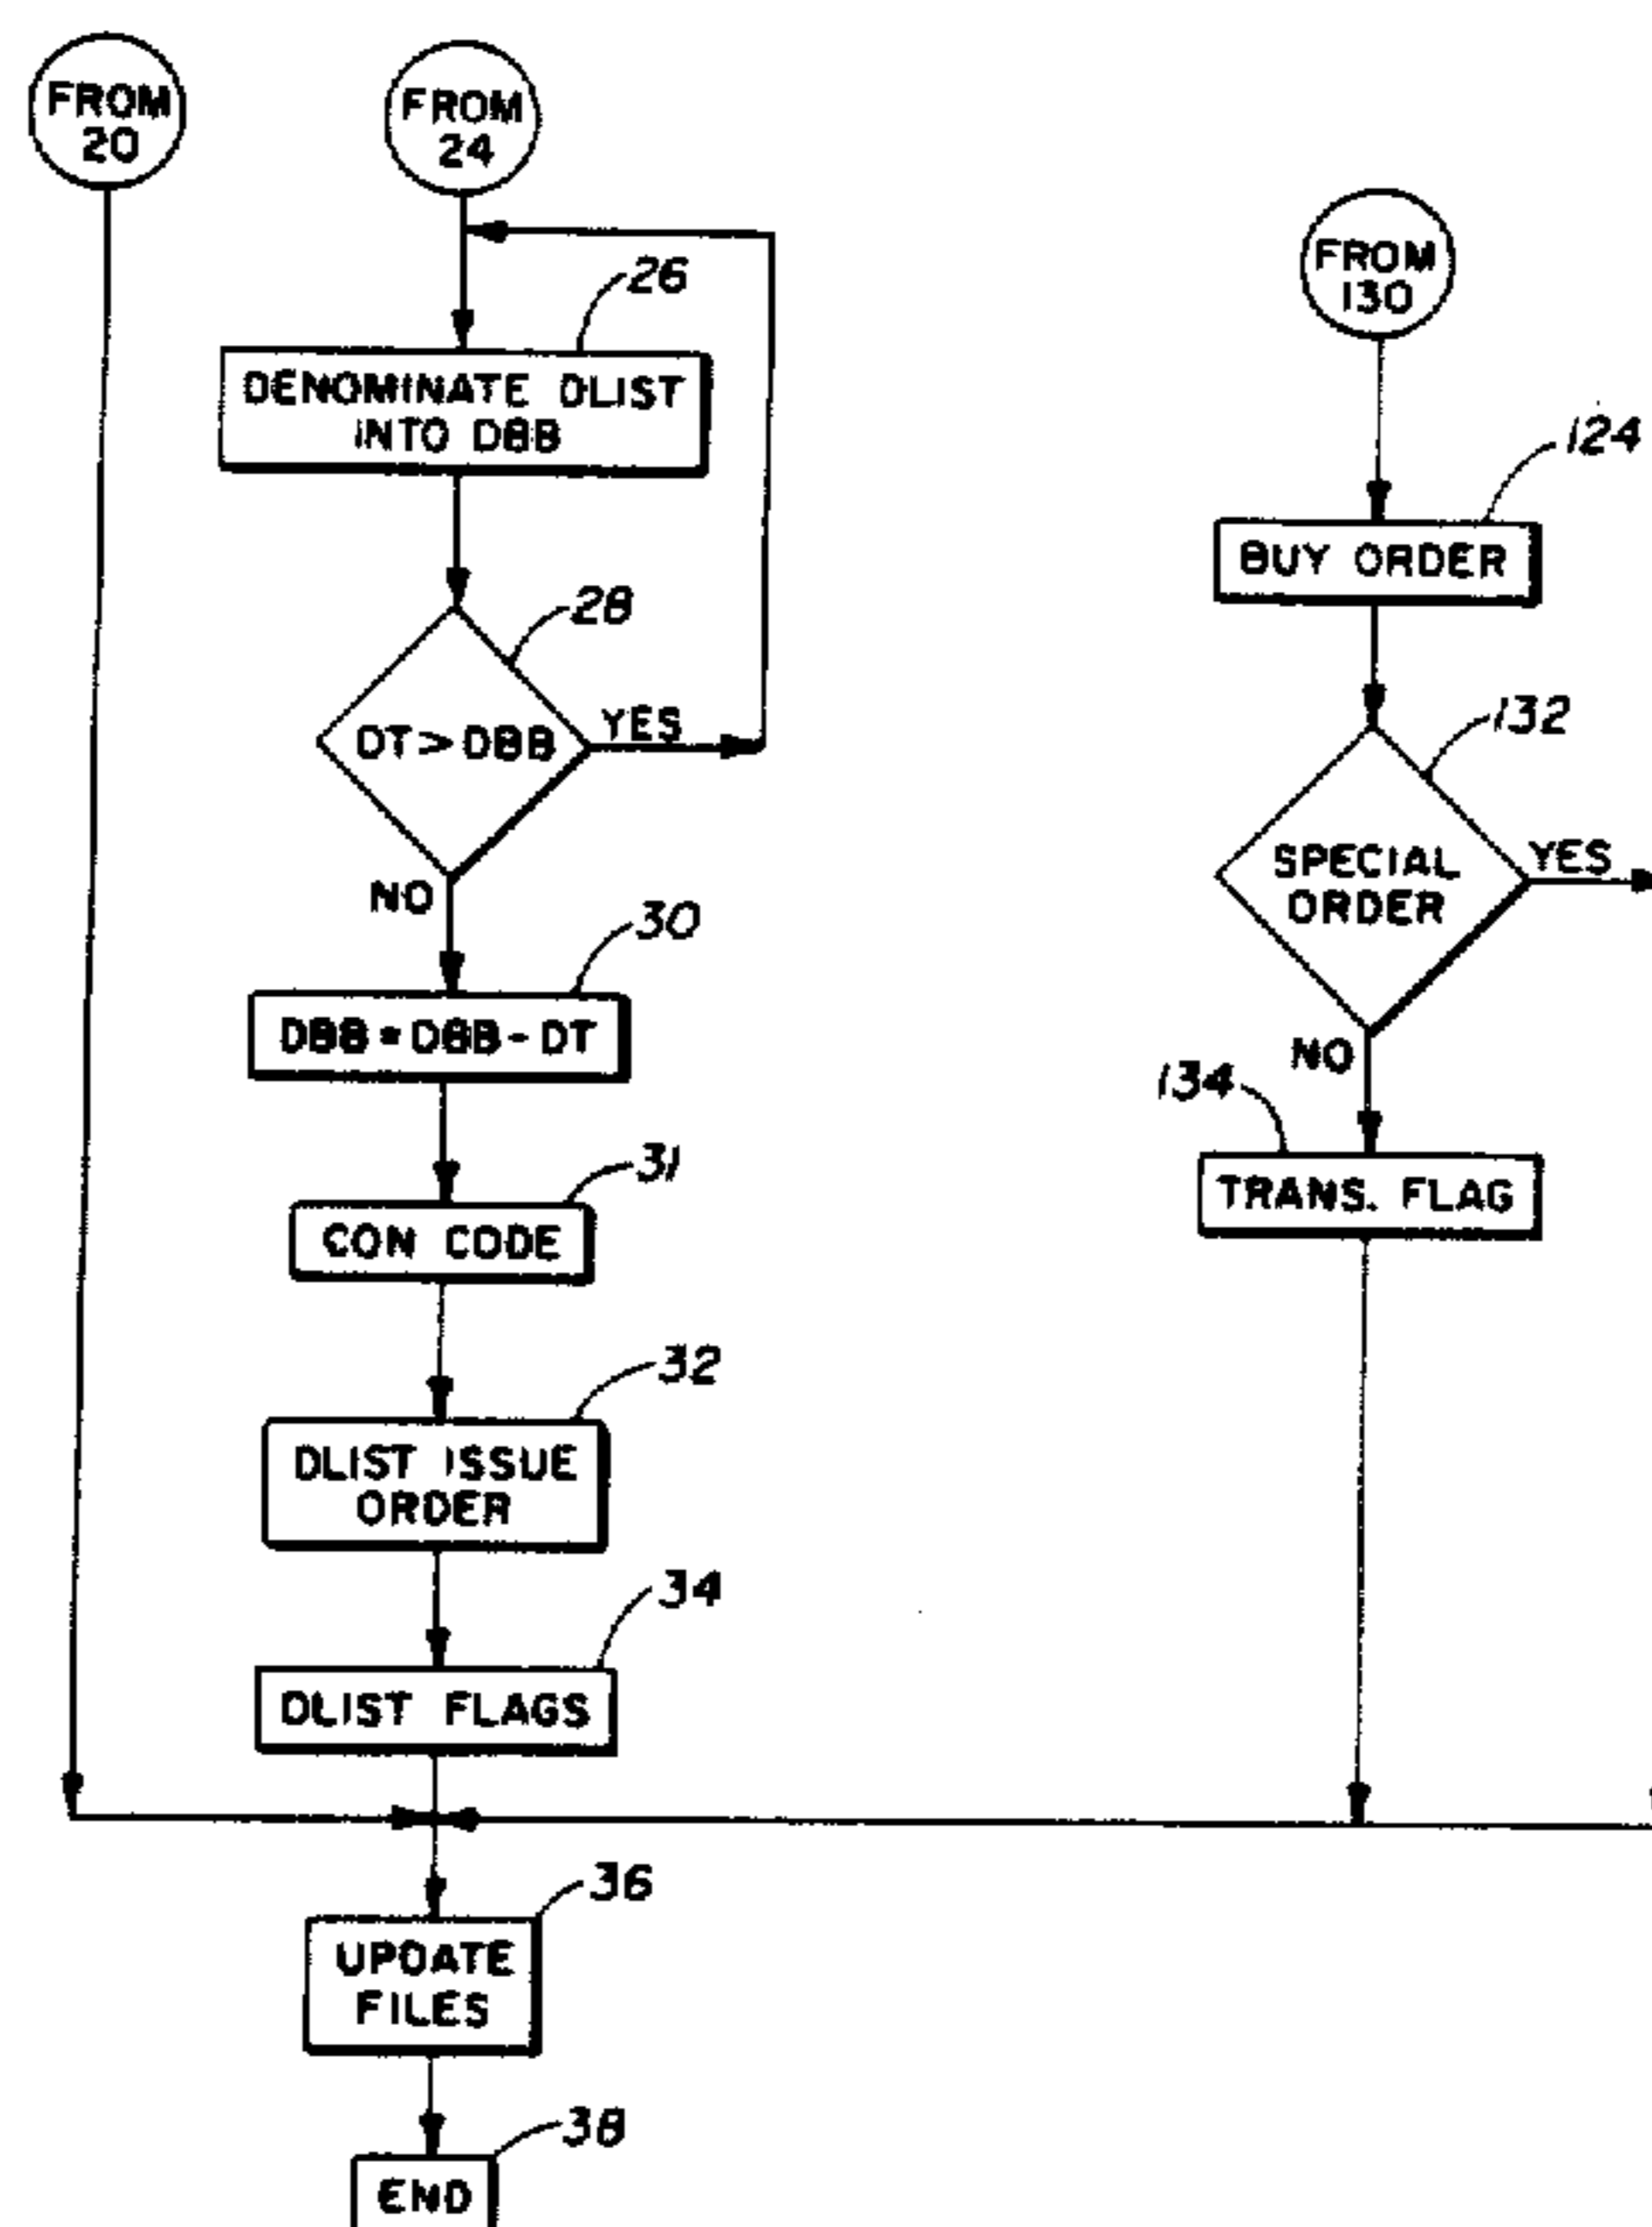 FROM
20
FROM
24
26
DENOMINATE DLIST
INTO DBB
28
DT > DBB
YES
NO
30
DBB = DBB - DT
31
CON CODE
32
DLIST ISSUE
ORDER
34
DLIST FLAGS
36
UPDATE
FILES
38
END
FROM
130
124
BUY ORDER
132
SPECIAL
ORDER
YES
NO
134
TRANS. FLAG